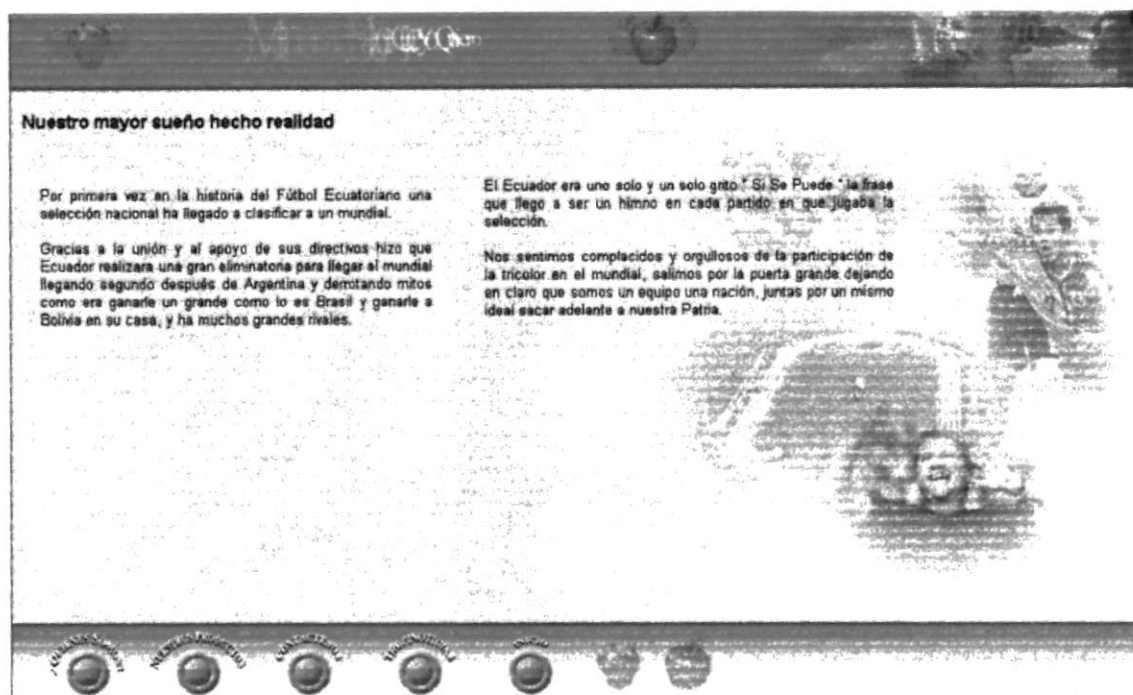 Nuestro mayor sueño hecho realidad
Por primera vez en la historia del Fútbol Ecuatoriano una
selección nacional ha llegado a clasificar a un mundial.
Gracias a la unión y al apoyo de sus directivos hizo que
Ecuador realizara una gran eliminatoria para llegar al mundial
llegando segundo después de Argentina y derrotando mitos
como era ganarle un grande como lo es Brasil y ganarle a
Bolivia en su casa, y ha muchos grandes rivales.
El Ecuador era uno solo y un solo grito " Si Se Puede " la frase
que llego a ser un himno en cada partido en que jugaba la
selección.
Nos sentimos complacidos y orgullosos de la participación de
la tricolor en el mundial, salimos por la puerta grande dejando
en claro que somos un equipo una nación, juntas por un mismo
ideal sacar adelante a nuestra Patria.